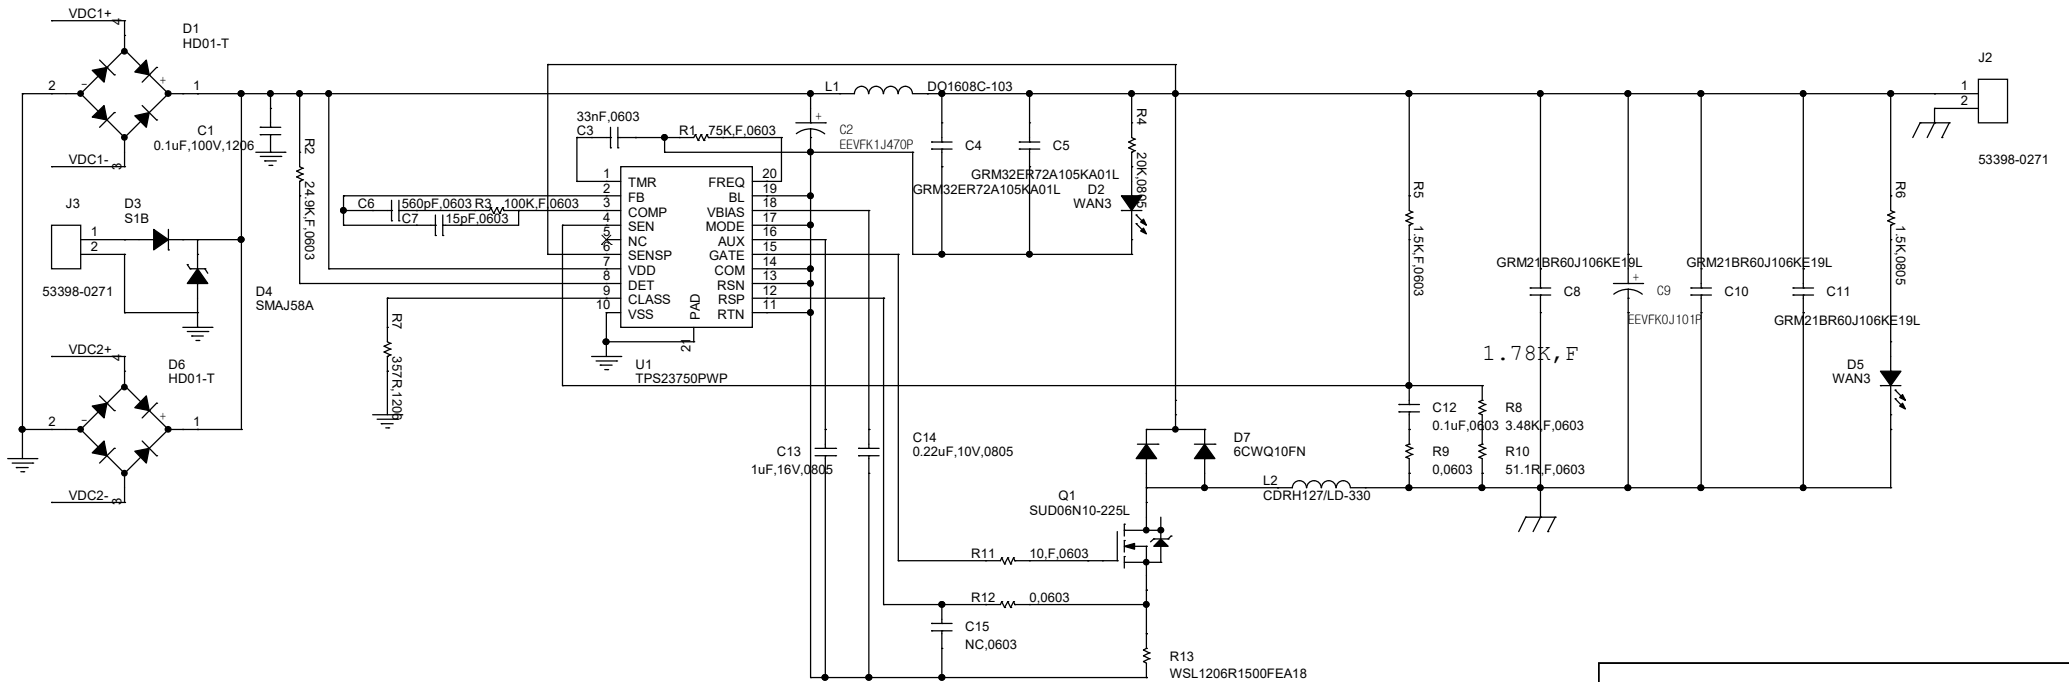 VDC1+
4
D1
HD01-T
2
-
+
1
C1
0.1uF,100V,1206
VDC1-
3
R2
24.9K,F,0603
J3
1
2
53398-0271
D3
S1B
D4
SMAJ58A
VDC2+
4
D6
HD01-T
2
-
+
1
VDC2-
3
33nF,0603
C3
R1
75K,F,0603
C6
560pF,0603
R3
100K,F,0603
C7
15pF,0603
R7
357R,1206
1
TMR
2
FB
3
COMP
4
SEN
5
NC
6
SENSP
7
VDD
8
DET
9
CLASS
10
VSS
20
FREQ
19
BL
18
VBIAS
17
MODE
16
AUX
15
GATE
14
COM
13
RSN
12
RSP
11
RTN
PAD
21
U1
TPS23750PWP
L1
DO1608C-103
+
C2
EEVFK1J470P
C4
GRM32ER72A105KA01L
C5
GRM32ER72A105KA01L
R4
20K,0805
D2
WAN3
R5
1.5K,F,0603
GRM21BR60J106KE19L
C8
+
C9
EEVFK0J101P
GRM21BR60J106KE19L
C10
C11
GRM21BR60J106KE19L
1.78K,F
R6
1.5K,0805
D5
WAN3
J2
1
2
53398-0271
C12
0.1uF,0603
R8
3.48K,F,0603
R9
0,0603
R10
51.1R,F,0603
D7
6CWQ10FN
L2
CDRH127/LD-330
C13
1uF,16V,0805
C14
0.22uF,10V,0805
Q1
SUD06N10-225L
R11
10,F,0603
R12
0,0603
C15
NC,0603
R13
WSL1206R1500FEA18